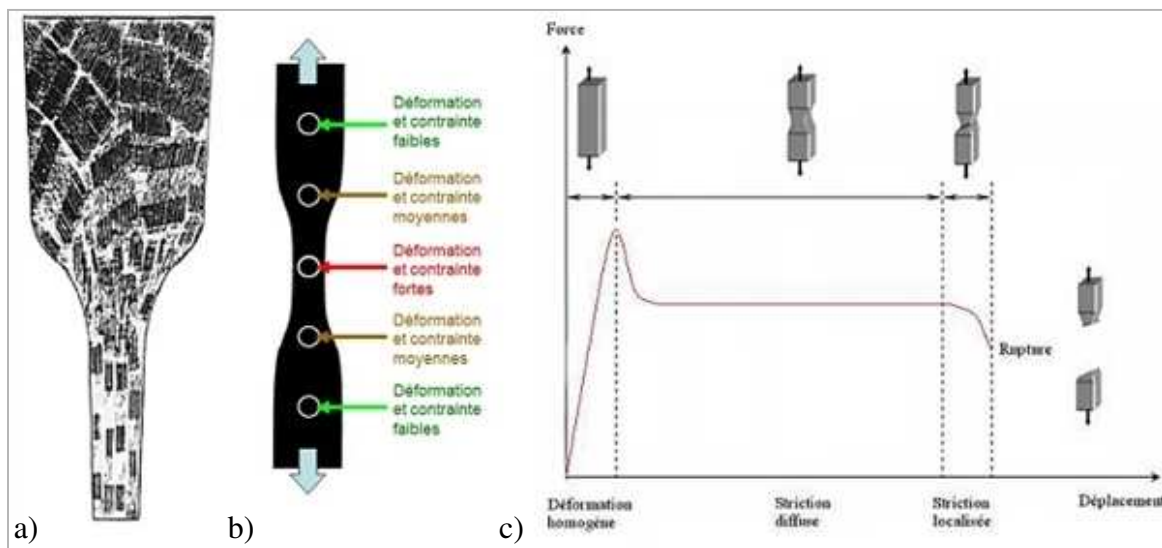 a)
b)
Déformation
et contrainte
faibles
Déformation
et contrainte
moyennes
Déformation
et contrainte
fortes
Déformation
et contrainte
moyennes
Déformation
et contrainte
faibles
c)
Force
Rupture
Déformation
homogène
Striction
diffuse
Striction
localisée
Déplacement